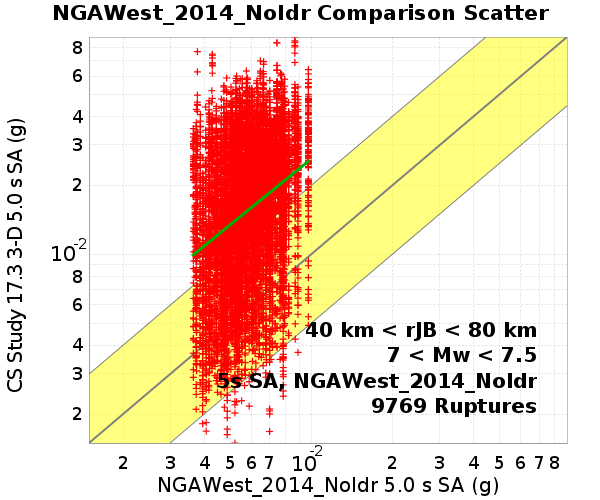 NGAWest_2014_NoIdr Comparison Scatter
8
6
4
3
2
10-2
8
6
4
3
2
CS Study 17.3 3-D 5.0 s SA (g)
40 km < rJB < 80 km
7 < Mw < 7.5
5s SA, NGAWest_2014_NoIdr
9769 Ruptures
2 3 4 5 6 7 10-2 2 3 4 5 6 7 8
NGAWest_2014_NoIdr 5.0 s SA (g)